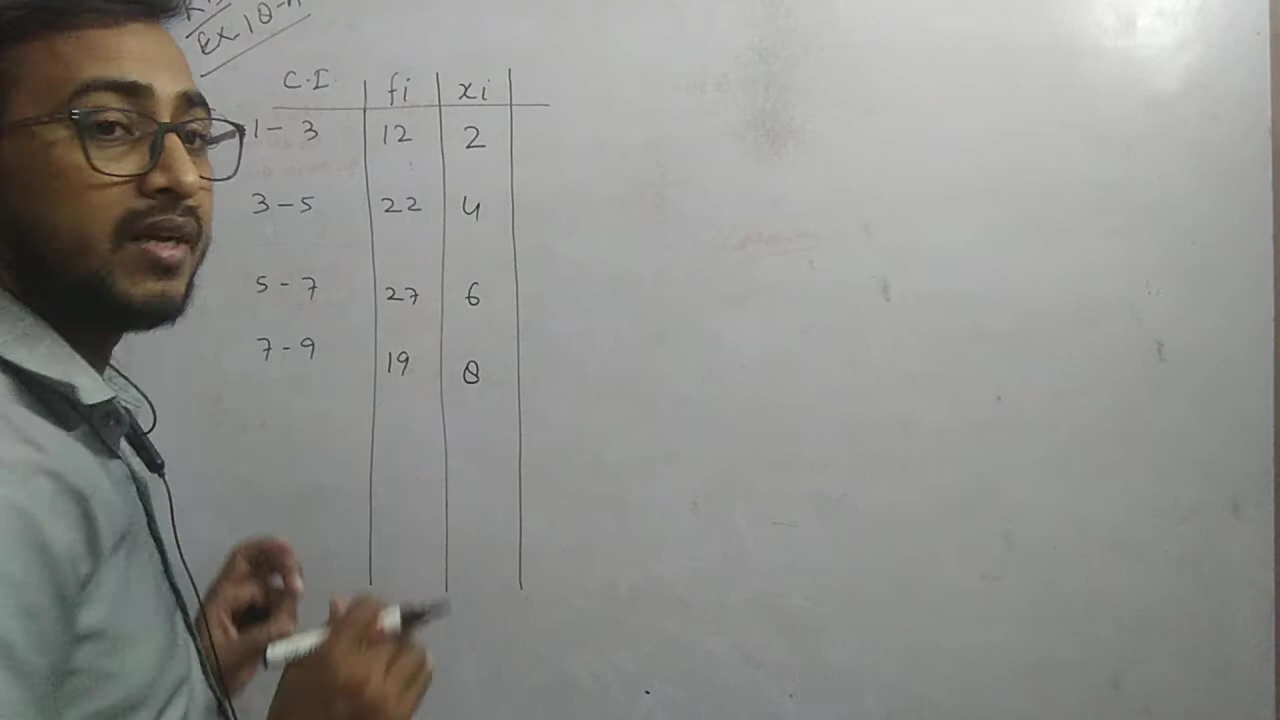 Ex. 18-A
C.I. fi xi
1 - 3 12 2
3 - 5 22 4
5 - 7 27 6
7 - 9 19 8